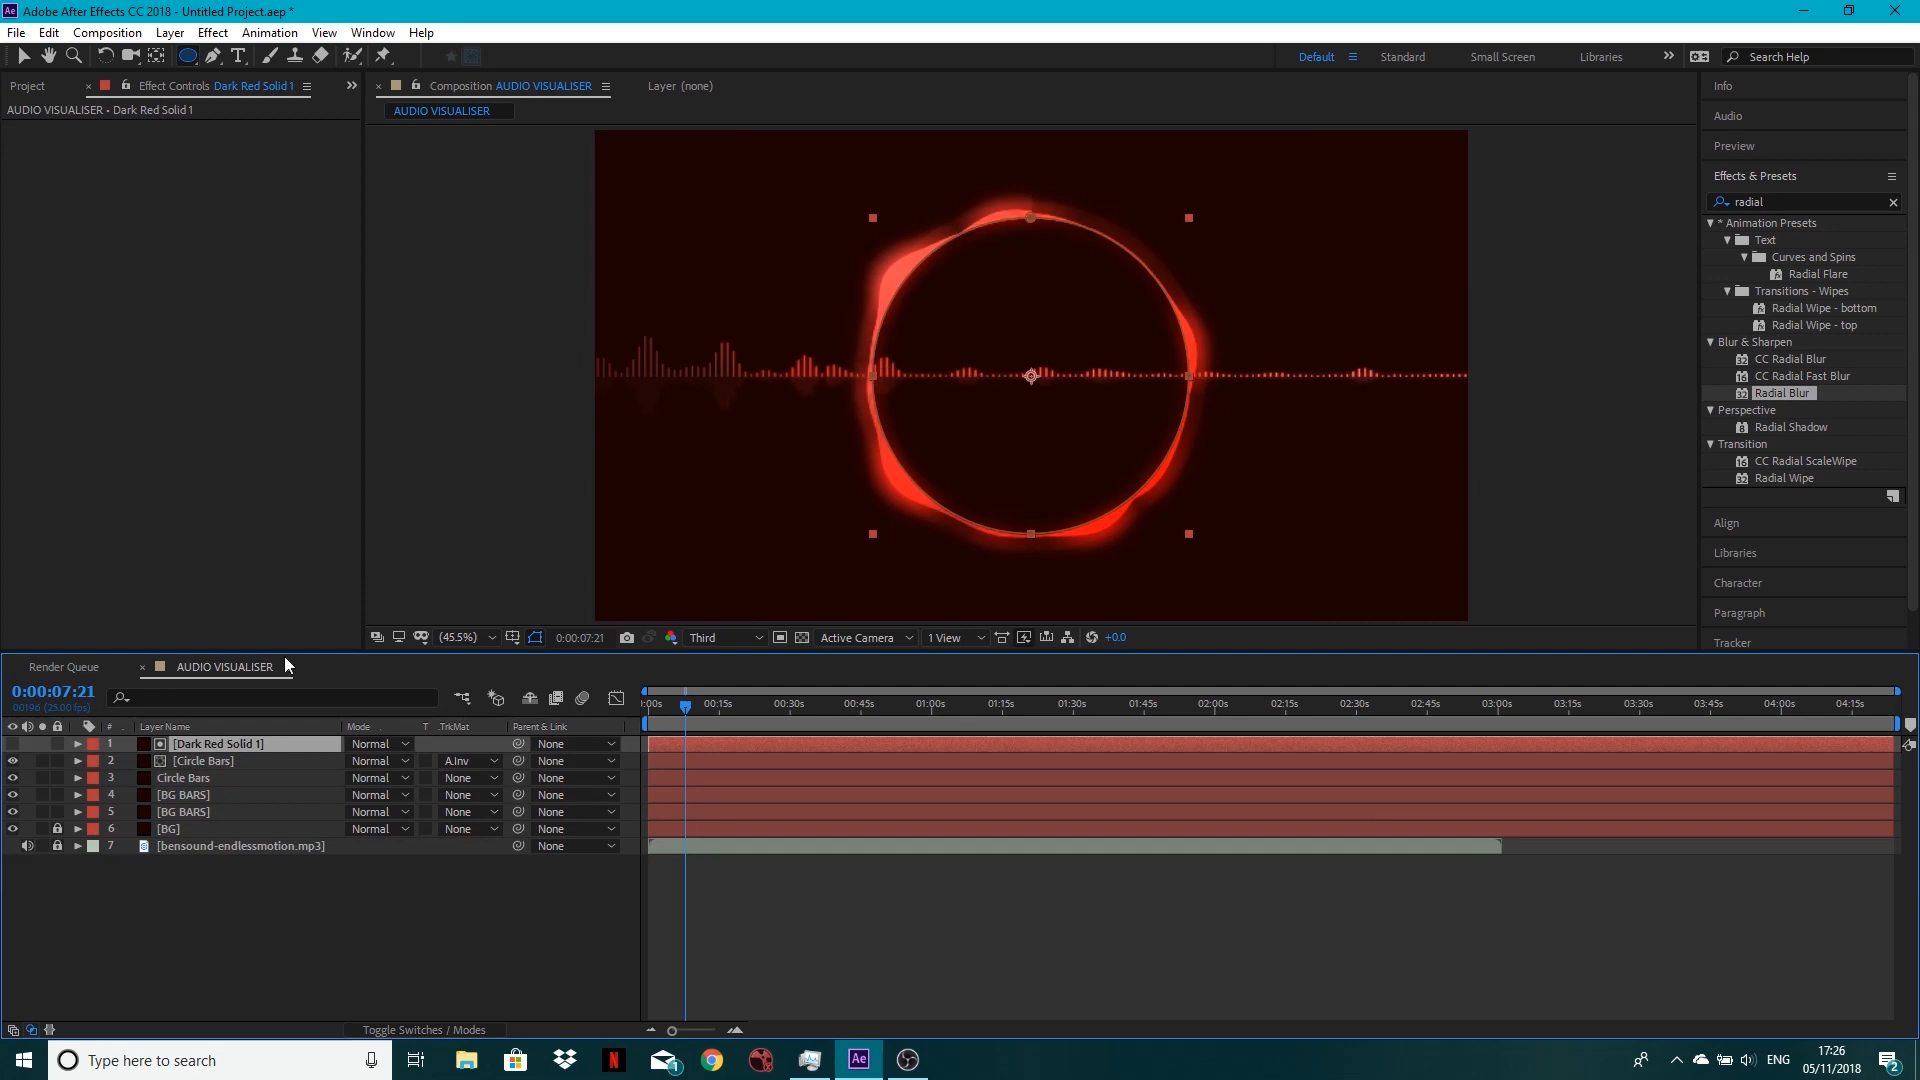 Adobe After Effects CC 2018 - Untitled Project.aep *
File Edit Composition Layer Effect Animation View Window Help
Default Standard Small Screen Libraries Search Help
Project Effect Controls Dark Red Solid 1
AUDIO VISUALISER • Dark Red Solid 1
Composition AUDIO VISUALISER Layer (none)
AUDIO VISUALISER
Info
Audio
Preview
Effects & Presets
radial
* Animation Presets
Text
Curves and Spins
Radial Flare
Transitions - Wipes
Radial Wipe - bottom
Radial Wipe - top
Blur & Sharpen
CC Radial Blur
CC Radial Fast Blur
Radial Blur
Perspective
Radial Shadow
Transition
CC Radial ScaleWipe
Radial Wipe
Align
Libraries
Character
Paragraph
Tracker
(45.5%) 0:00:07:21 Third Active Camera 1 View +0.0
Render Queue AUDIO VISUALISER
0:00:07:21
00196 (25.00 fps)
:00s 00:15s 00:30s 00:45s 01:00s 01:15s 01:30s 01:45s 02:00s 02:15s 02:30s 02:45s 03:00s 03:15s 03:30s 03:45s 04:00s 04:15s
# Layer Name Mode T .TrkMat Parent & Link
1 [Dark Red Solid 1] Normal None
2 [Circle Bars] Normal A.Inv None
3 Circle Bars Normal None None
4 [BG BARS] Normal None None
5 [BG BARS] Normal None None
6 [BG] Normal None None
7 [bensound-endlessmotion.mp3] None
Toggle Switches / Modes
Type here to search
ENG
17:26
05/11/2018